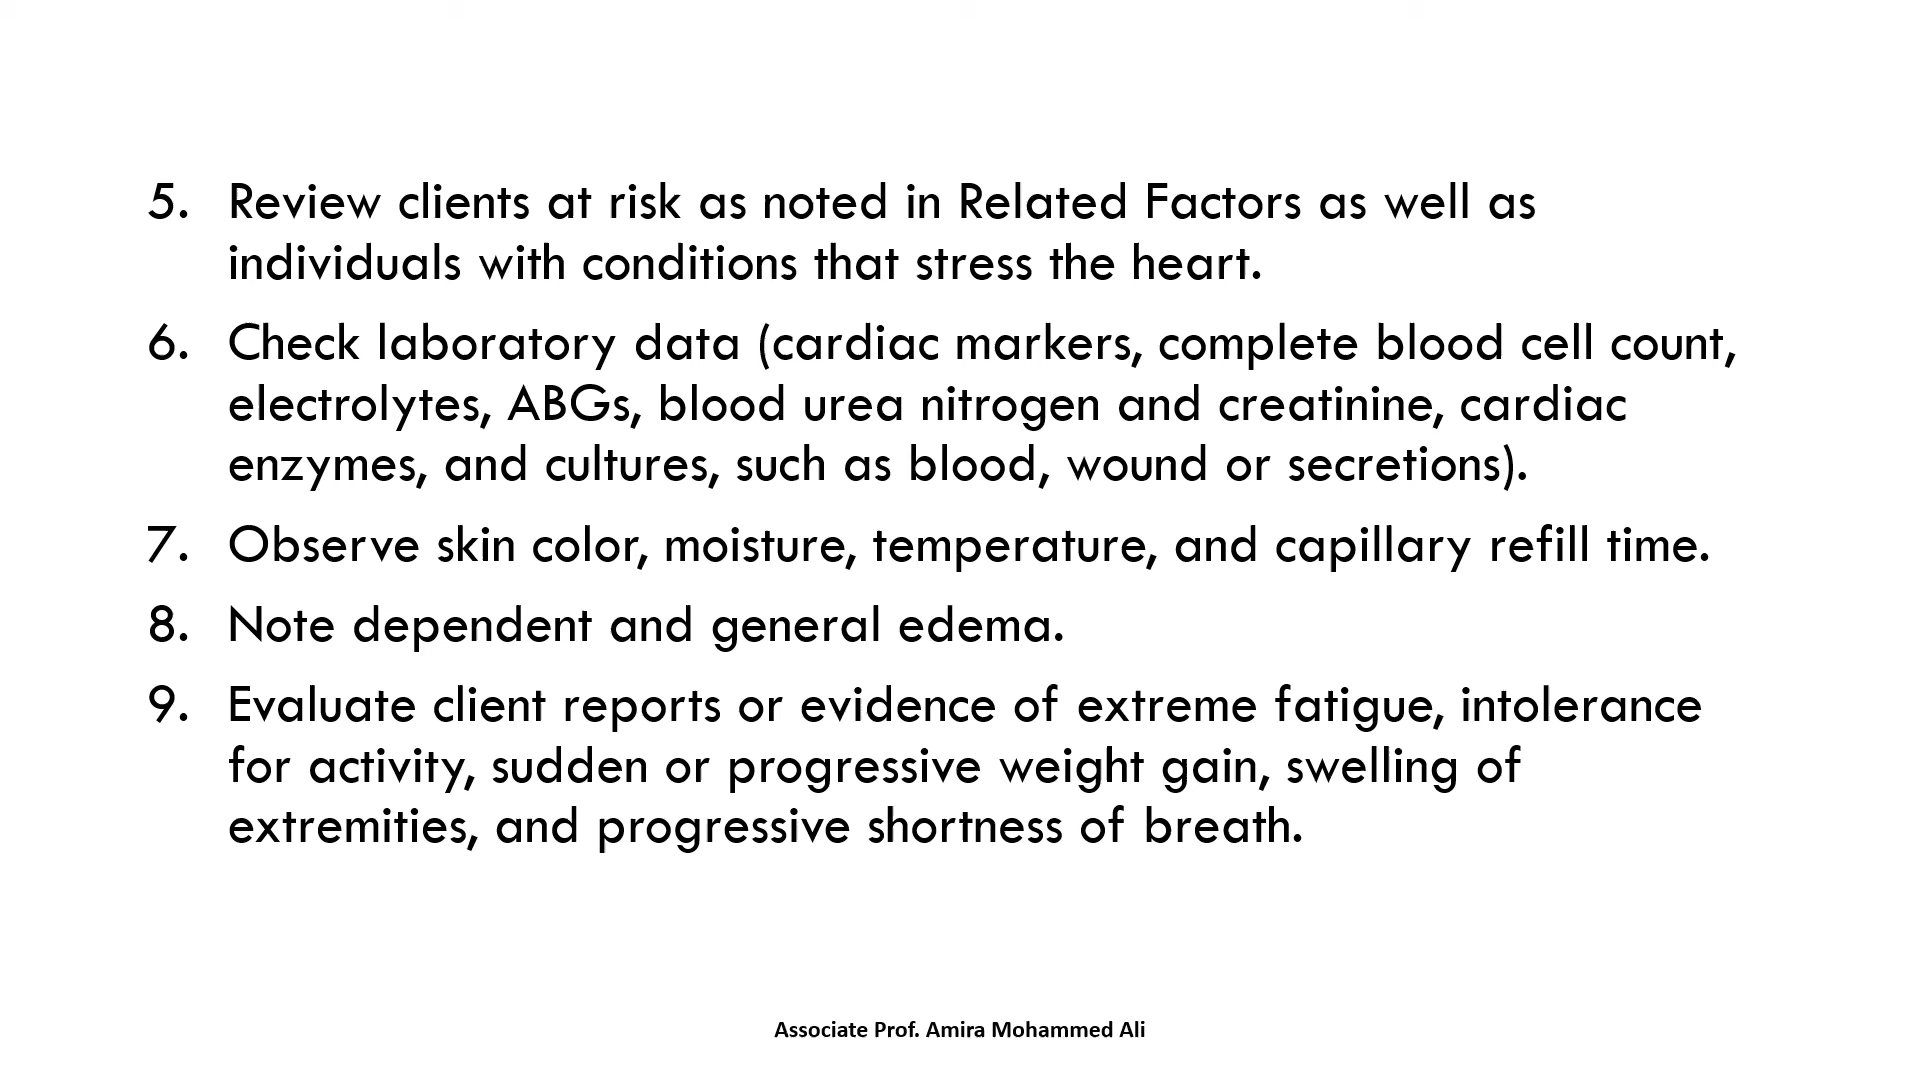 5. Review clients at risk as noted in Related Factors as well as
individuals with conditions that stress the heart.
6. Check laboratory data (cardiac markers, complete blood cell count,
electrolytes, ABGs, blood urea nitrogen and creatinine, cardiac
enzymes, and cultures, such as blood, wound or secretions).
7. Observe skin color, moisture, temperature, and capillary refill time.
8. Note dependent and general edema.
9. Evaluate client reports or evidence of extreme fatigue, intolerance
for activity, sudden or progressive weight gain, swelling of
extremities, and progressive shortness of breath.
Associate Prof. Amira Mohammed Ali